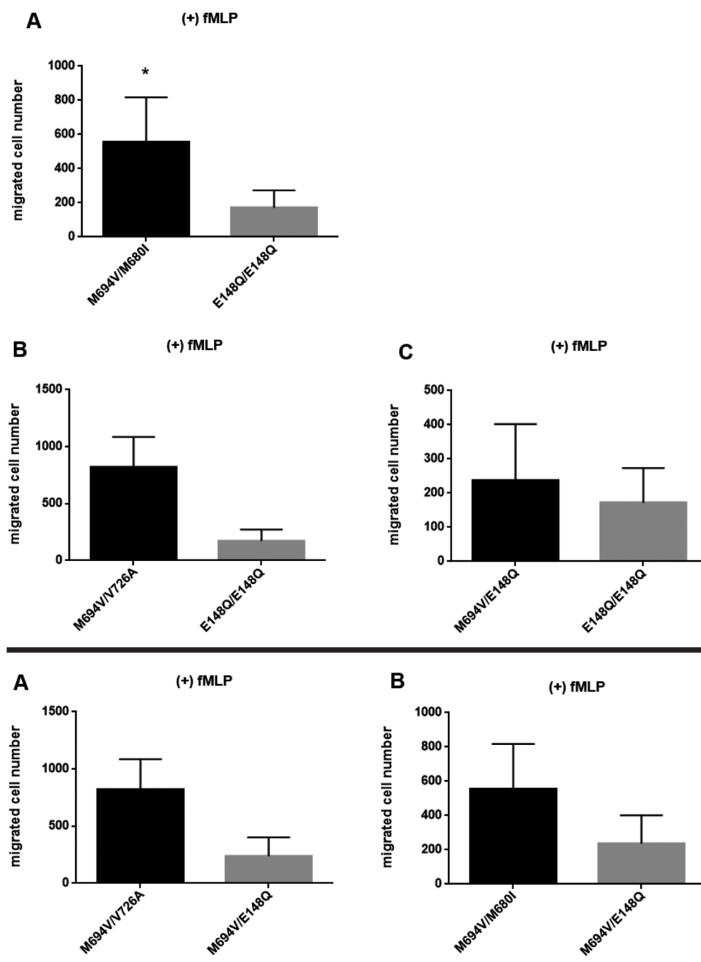 A
(+) fMLP
migrated cell number
1000
*
800
600
400
200
0
M694V/M680I
E148Q/E148Q
B
(+) fMLP
migrated cell number
1500
1000
500
0
M694V/V726A
E148Q/E148Q
C
(+) fMLP
migrated cell number
500
400
300
200
100
0
M694V/E148Q
E148Q/E148Q
A
(+) fMLP
migrated cell number
1500
1000
500
0
M694V/V726A
M694V/E148Q
B
(+) fMLP
migrated cell number
1000
800
600
400
200
0
M694V/M680I
M694V/E148Q